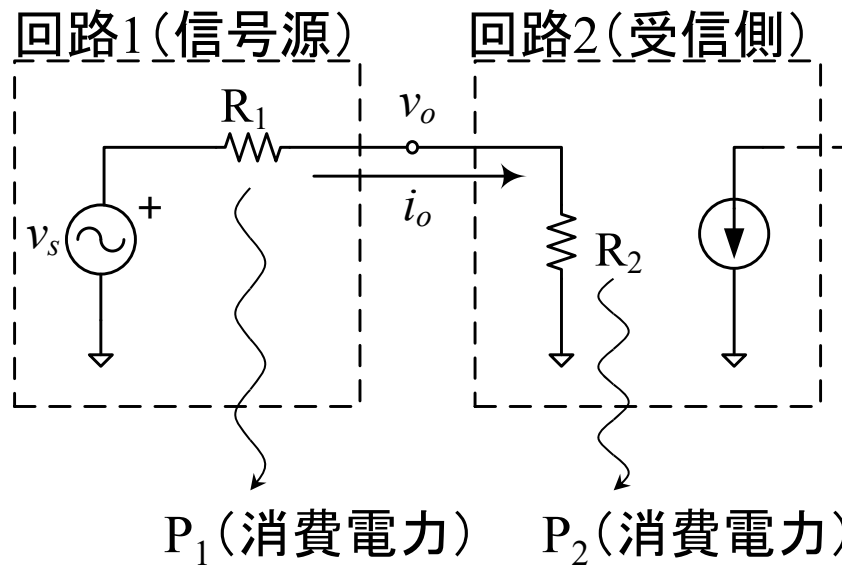 回路1(信号源)
回路2(受信側)
R₁
vₒ
iₒ
vₛ
+
R₂
P₁(消費電力)
P₂(消費電力)